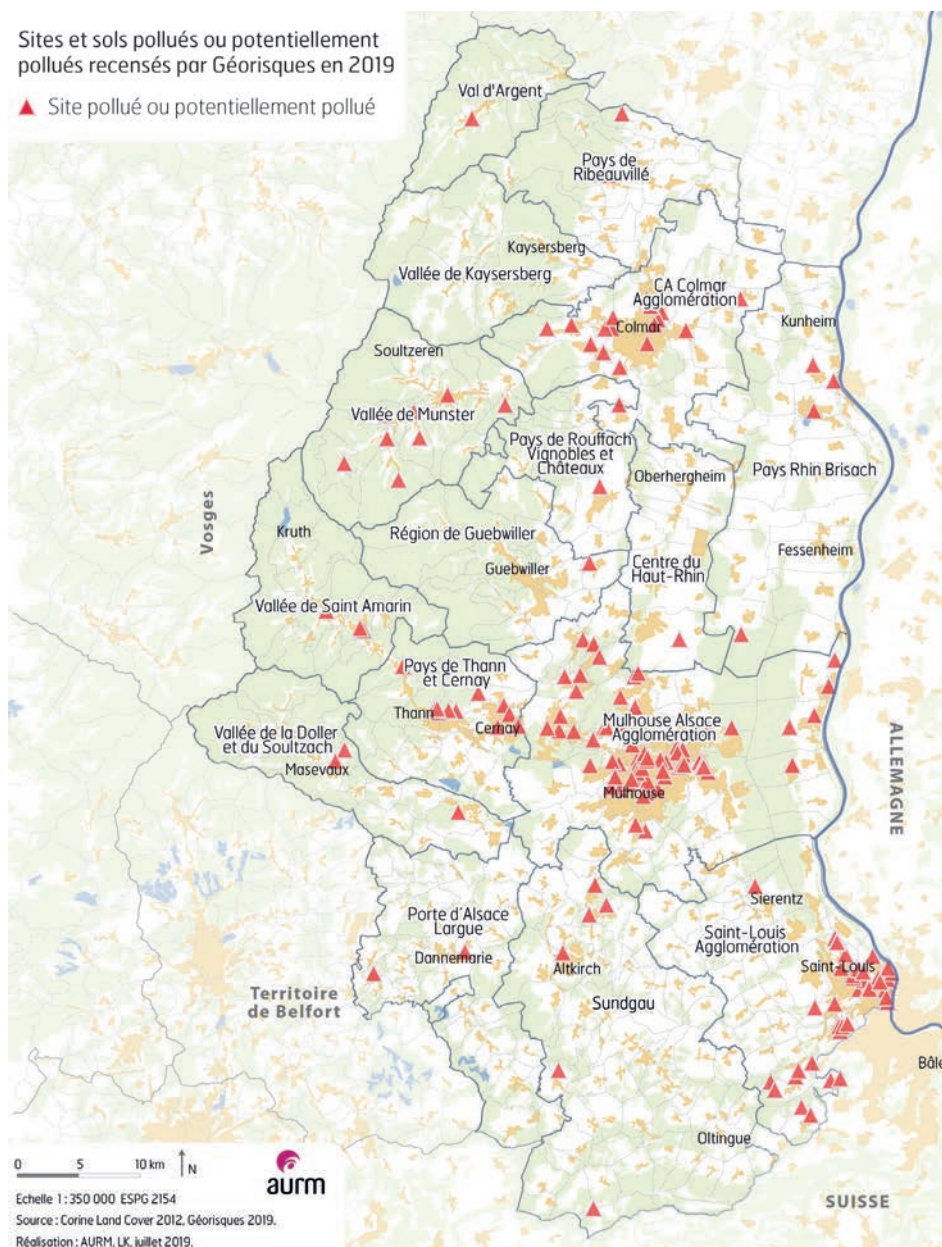 Sites et sols pollués ou potentiellement
pollués recensés par Géorisques en 2019
Site pollué ou potentiellement pollué
Val d'Argent
Pays de
Ribeauvillé
Kaysersberg
Vallée de Kaysersberg
CA Colmar
Agglomération
Colmar
Kunheim
Soultzeren
Vallée de Munster
Pays de Rouffach
Vignobles et
Châteaux
Oberhergheim
Pays Rhin Brisach
Vosges
Kruth
Région de Guebwiller
Guebwiller
Centre du
Haut-Rhin
Fessenheim
Vallée de Saint Amarin
Pays de Thann
et Cernay
Thann
Cernay
Vallée de la Doller
et du Soultzach
Masevaux
Mulhouse Alsace
Agglomération
Mulhouse
ALLEMAGNE
Sierentz
Porte d'Alsace
Largue
Dannemarie
Altkirch
Saint-Louis
Agglomération
Saint-Louis
Territoire
de Belfort
Sundgau
Bâle
Oltingue
SUISSE
0 5 10 km N
aurm
Echelle 1 : 350 000 ESPG 2154
Source : Corine Land Cover 2012, Géorisques 2019.
Réalisation : AURM, LK, juillet 2019.